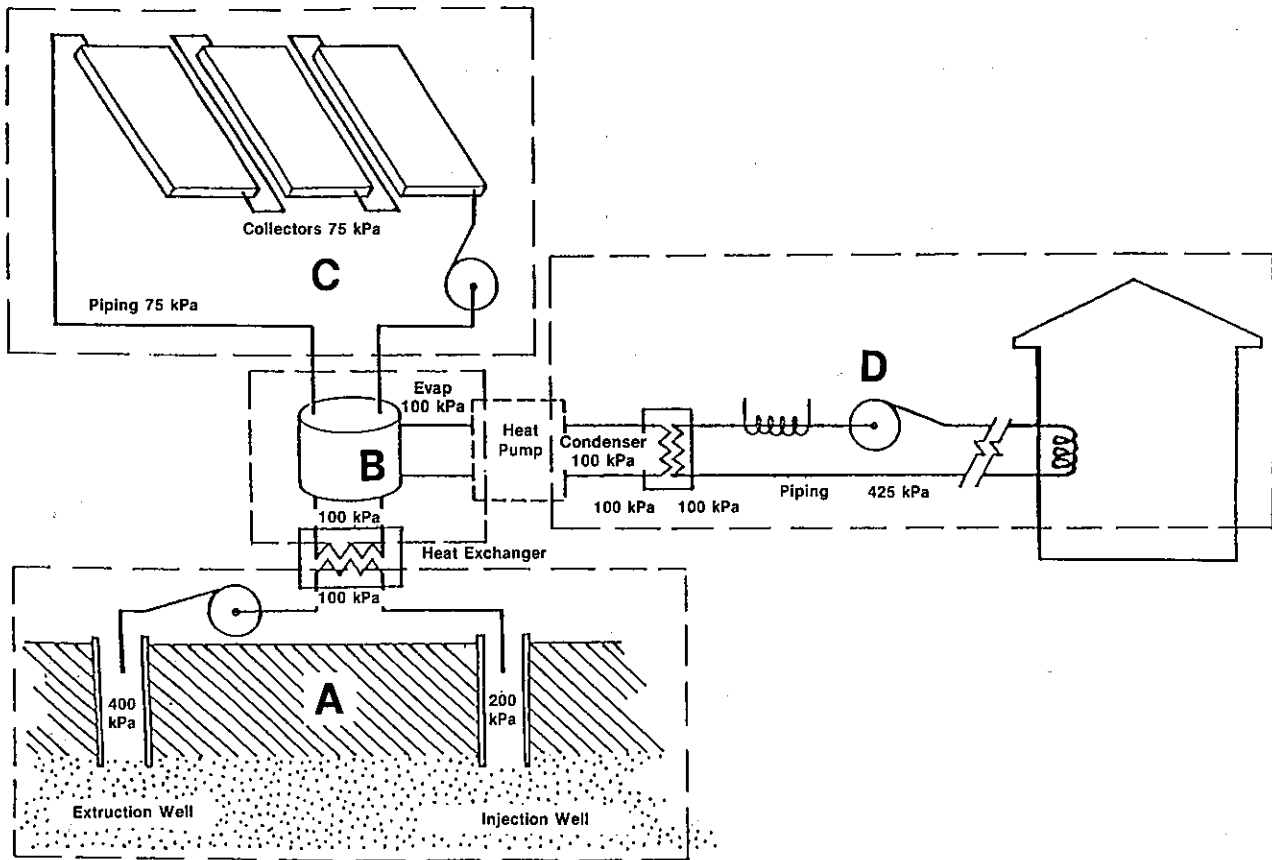 Collectors 75 kPa
C
Piping 75 kPa
D
Evap
100 kPa
Heat
Pump
Condenser
100 kPa
B
100 kPa
100 kPa
Piping
425 kPa
100 kPa
Heat Exchanger
100 kPa
A
400
kPa
200
kPa
Extruction Well
Injection Well